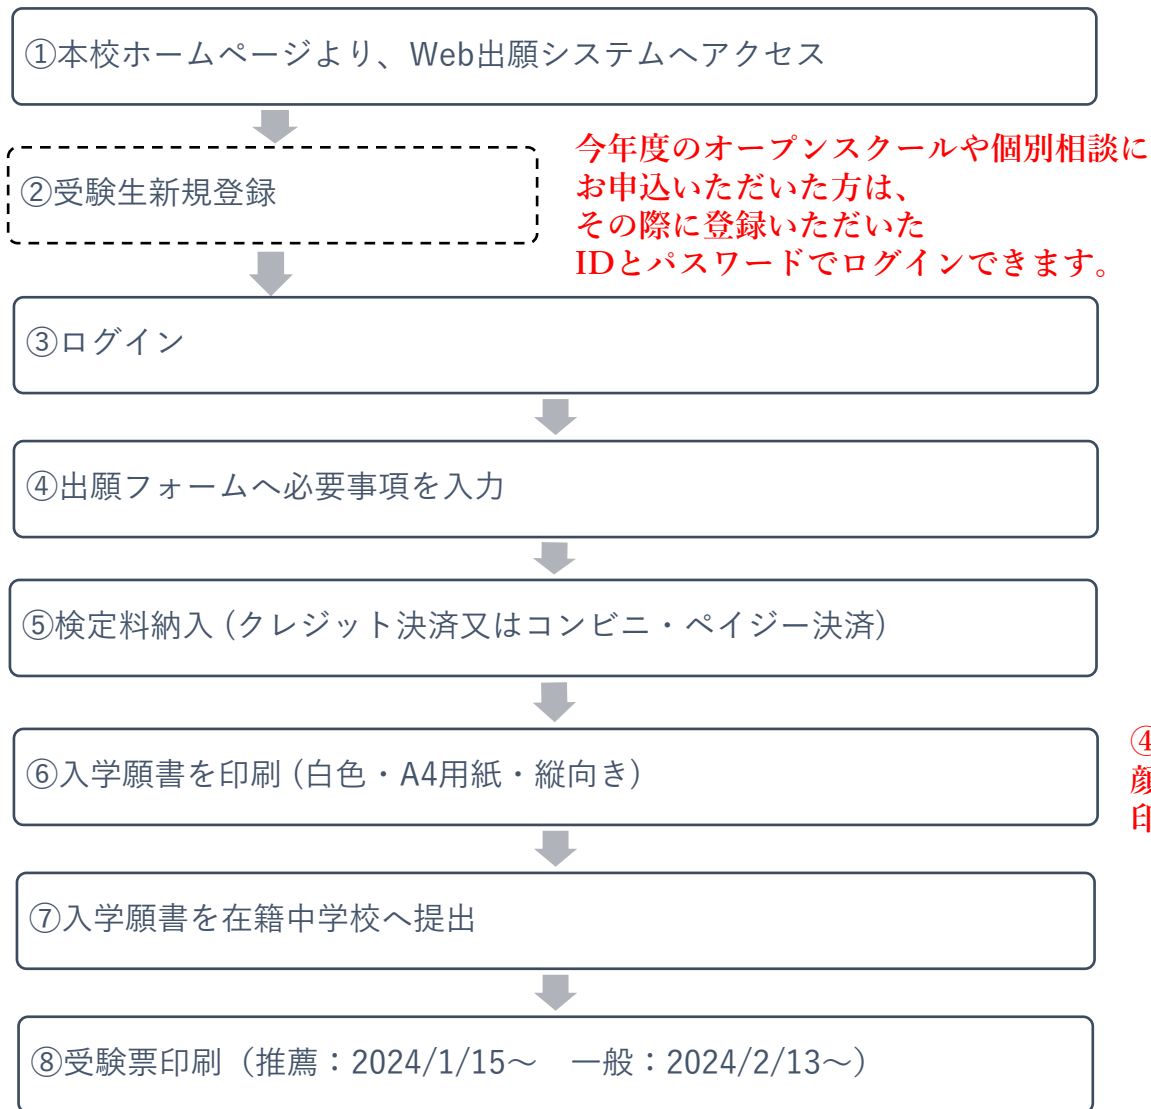 ①本校ホームページより、Web出願システムへアクセス
②受験生新規登録
今年度のオープンスクールや個別相談に
お申込いただいた方は、
その際に登録いただいた
IDとパスワードでログインできます。
③ログイン
④出願フォームへ必要事項を入力
⑤検定料納入 (クレジット決済又はコンビニ・ペイジー決済)
⑥入学願書を印刷 (白色・A4用紙・縦向き)
④
顔
印
⑦入学願書を在籍中学校へ提出
⑧受験票印刷（推薦：2024/1/15～　一般：2024/2/13～）